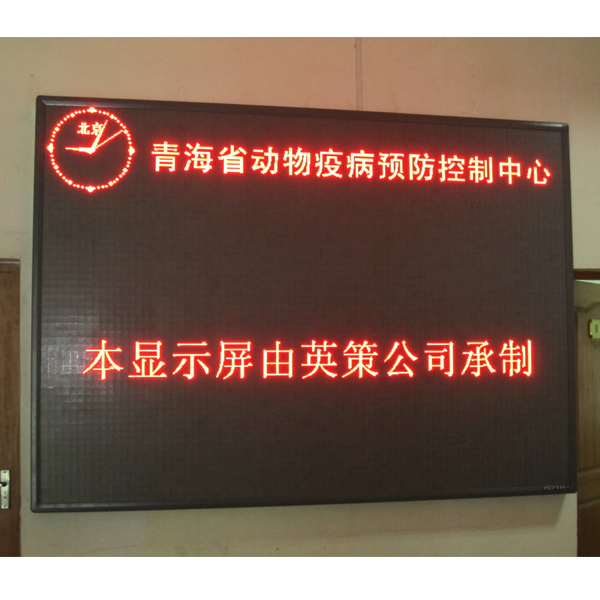 北京
青海省动物疫病预防控制中心
本显示屏由英策公司承制